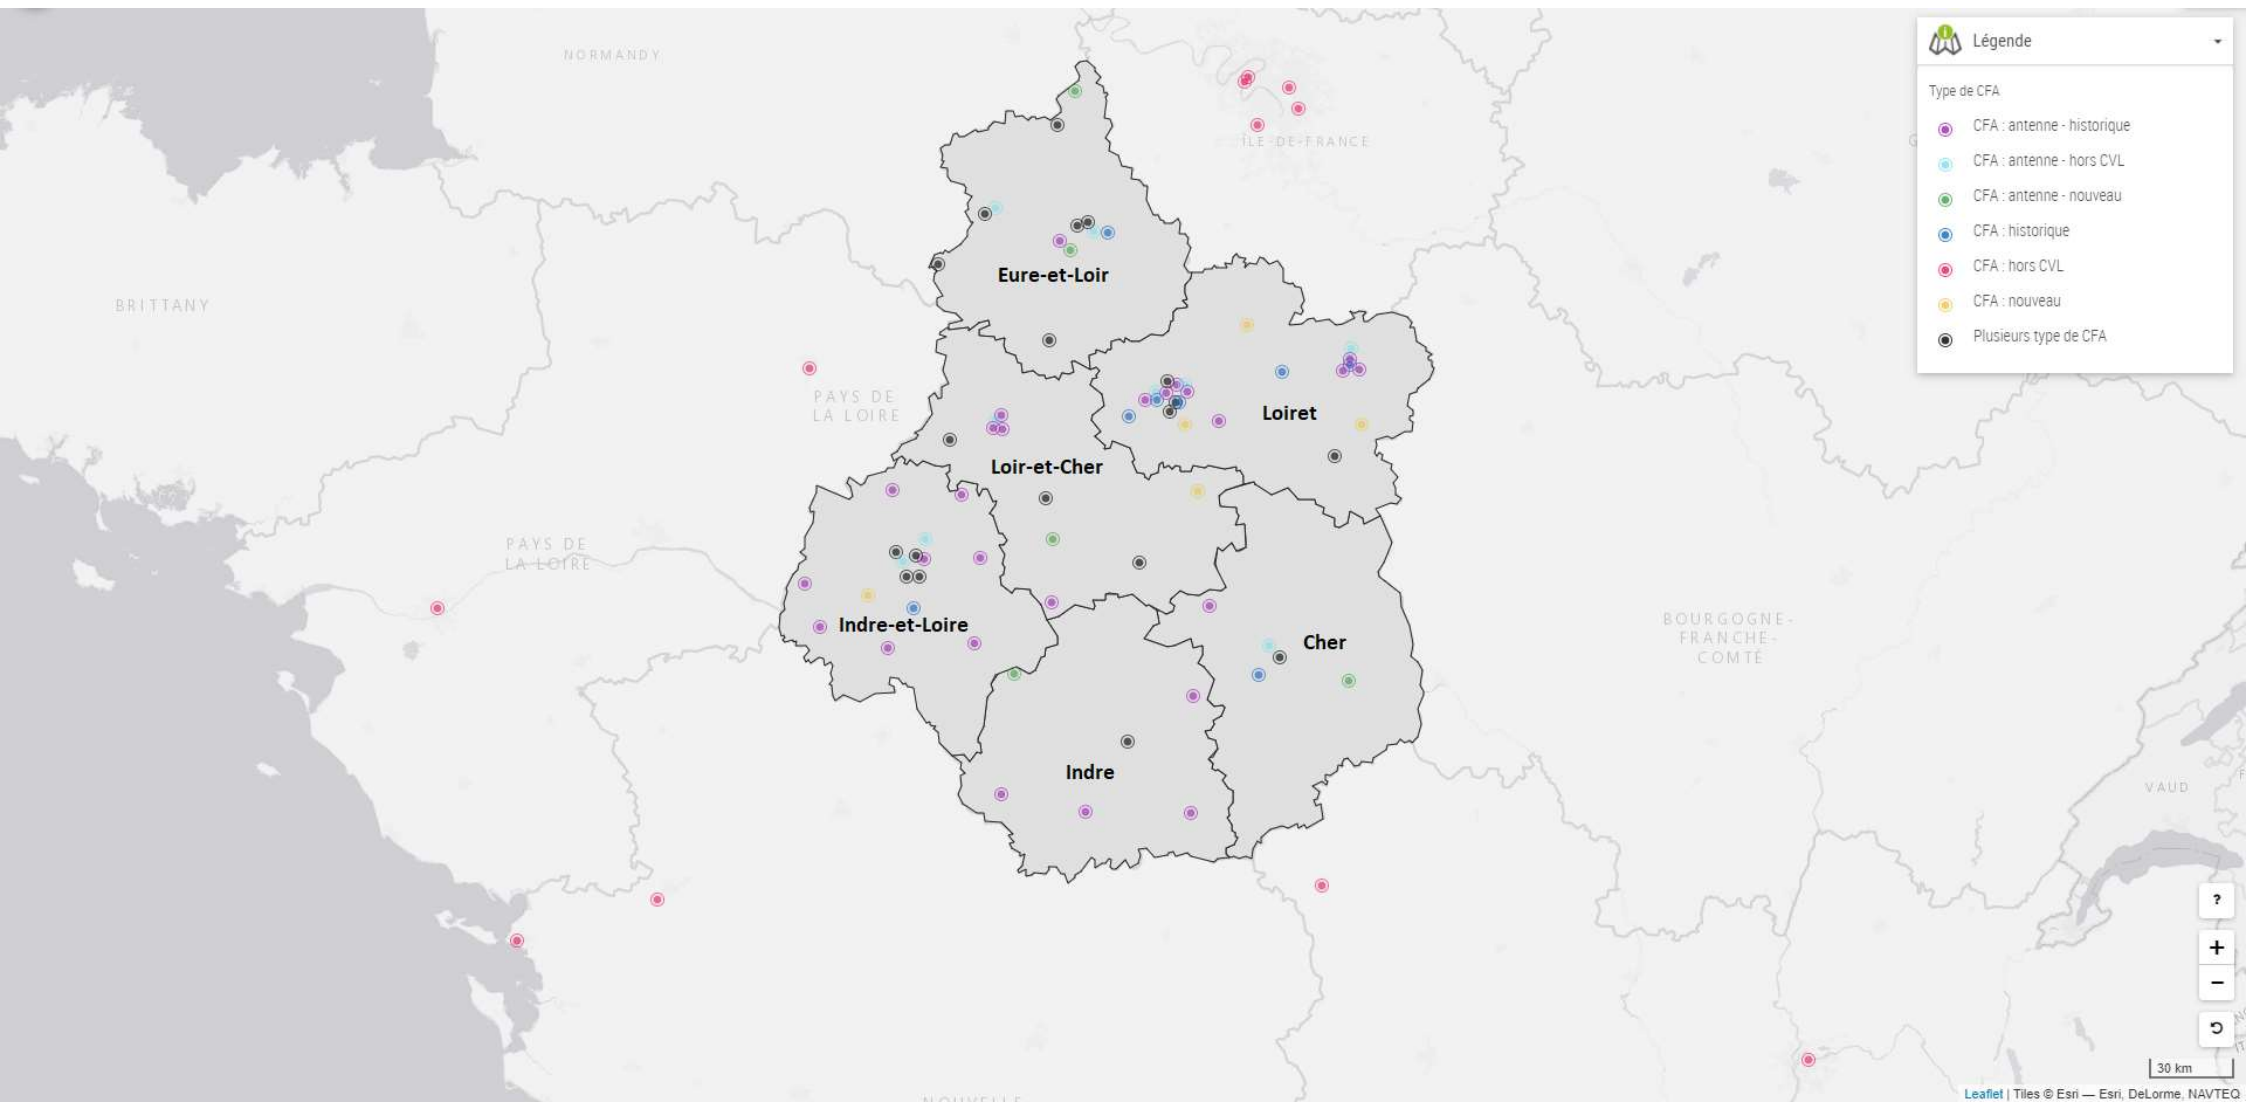 NORMANDY
Légende
Type de CFA
CFA : antenne - historique
CFA : antenne - hors CVL
CFA : antenne - nouveau
CFA : historique
CFA : hors CVL
CFA : nouveau
Plusieurs type de CFA
ÎLE-DE-FRANCE
G
Eure-et-Loir
BRITTANY
PAYS DE
LA LOIRE
Loiret
Loir-et-Cher
PAYS DE
LA LOIRE
Indre-et-Loire
Cher
BOURGOGNE-
FRANCHE-
COMTÉ
Indre
VAUD
?
+
−
30 km
NOUVELLE
Leaflet | Tiles © Esri — Esri, DeLorme, NAVTEQ